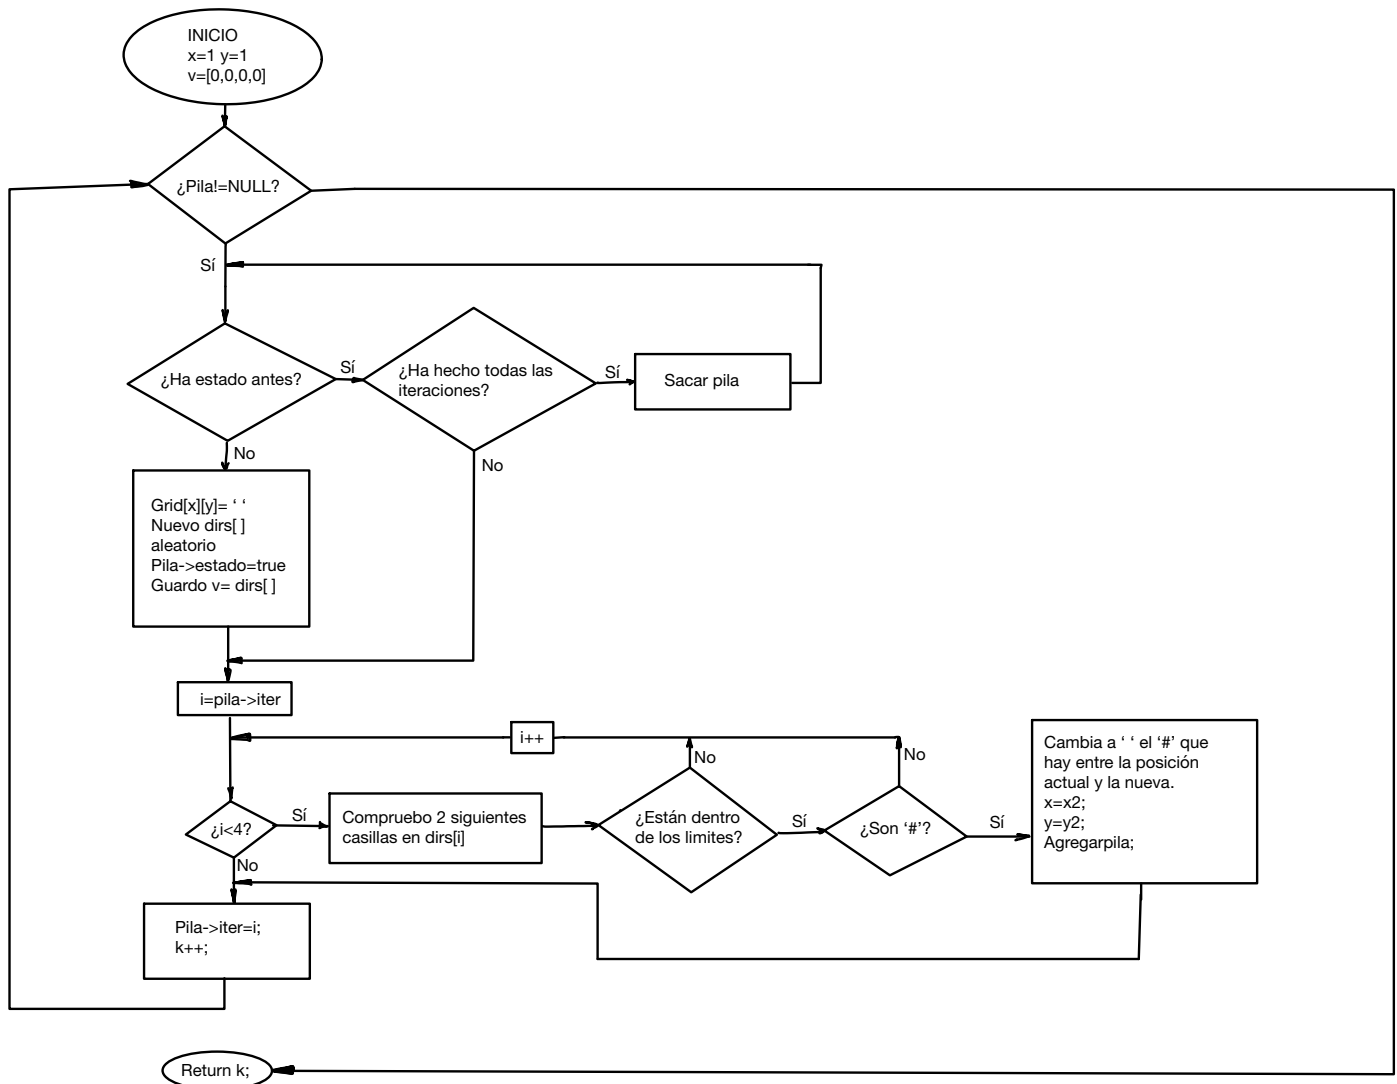 INICIO
x=1 y=1
v=[0,0,0,0]
¿Pila!=NULL?
Sí
¿Ha estado antes?
Sí
¿Ha hecho todas las
iteraciones?
Sí
Sacar pila
No
No
Grid[x][y]= ‘ ‘
Nuevo dirs[ ]
aleatorio
Pila->estado=true
Guardo v= dirs[ ]
i=pila->iter
i++
No
No
¿i<4?
Sí
Compruebo 2 siguientes
casillas en dirs[i]
¿Están dentro
de los limites?
Sí
¿Son ‘#’?
Sí
Cambia a ‘ ‘ el ‘#’ que
hay entre la posición
actual y la nueva.
x=x2;
y=y2;
Agregarpila;
No
Pila->iter=i;
k++;
Return k;